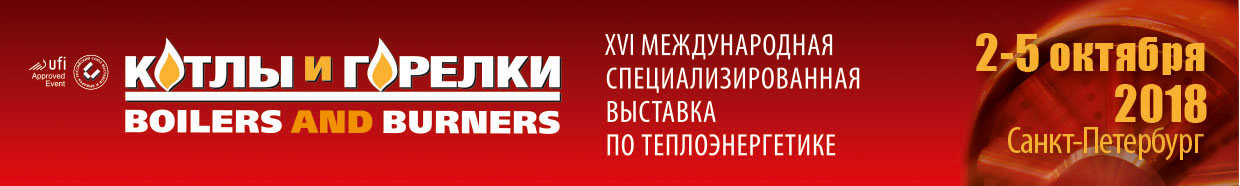 ufi
Approved
Event
КОТЛЫ И ГОРЕЛКИ
BOILERS AND BURNERS
XVI МЕЖДУНАРОДНАЯ
СПЕЦИАЛИЗИРОВАННАЯ
ВЫСТАВКА
ПО ТЕПЛОЭНЕРГЕТИКЕ
2-5 октября
2018
Санкт-Петербург